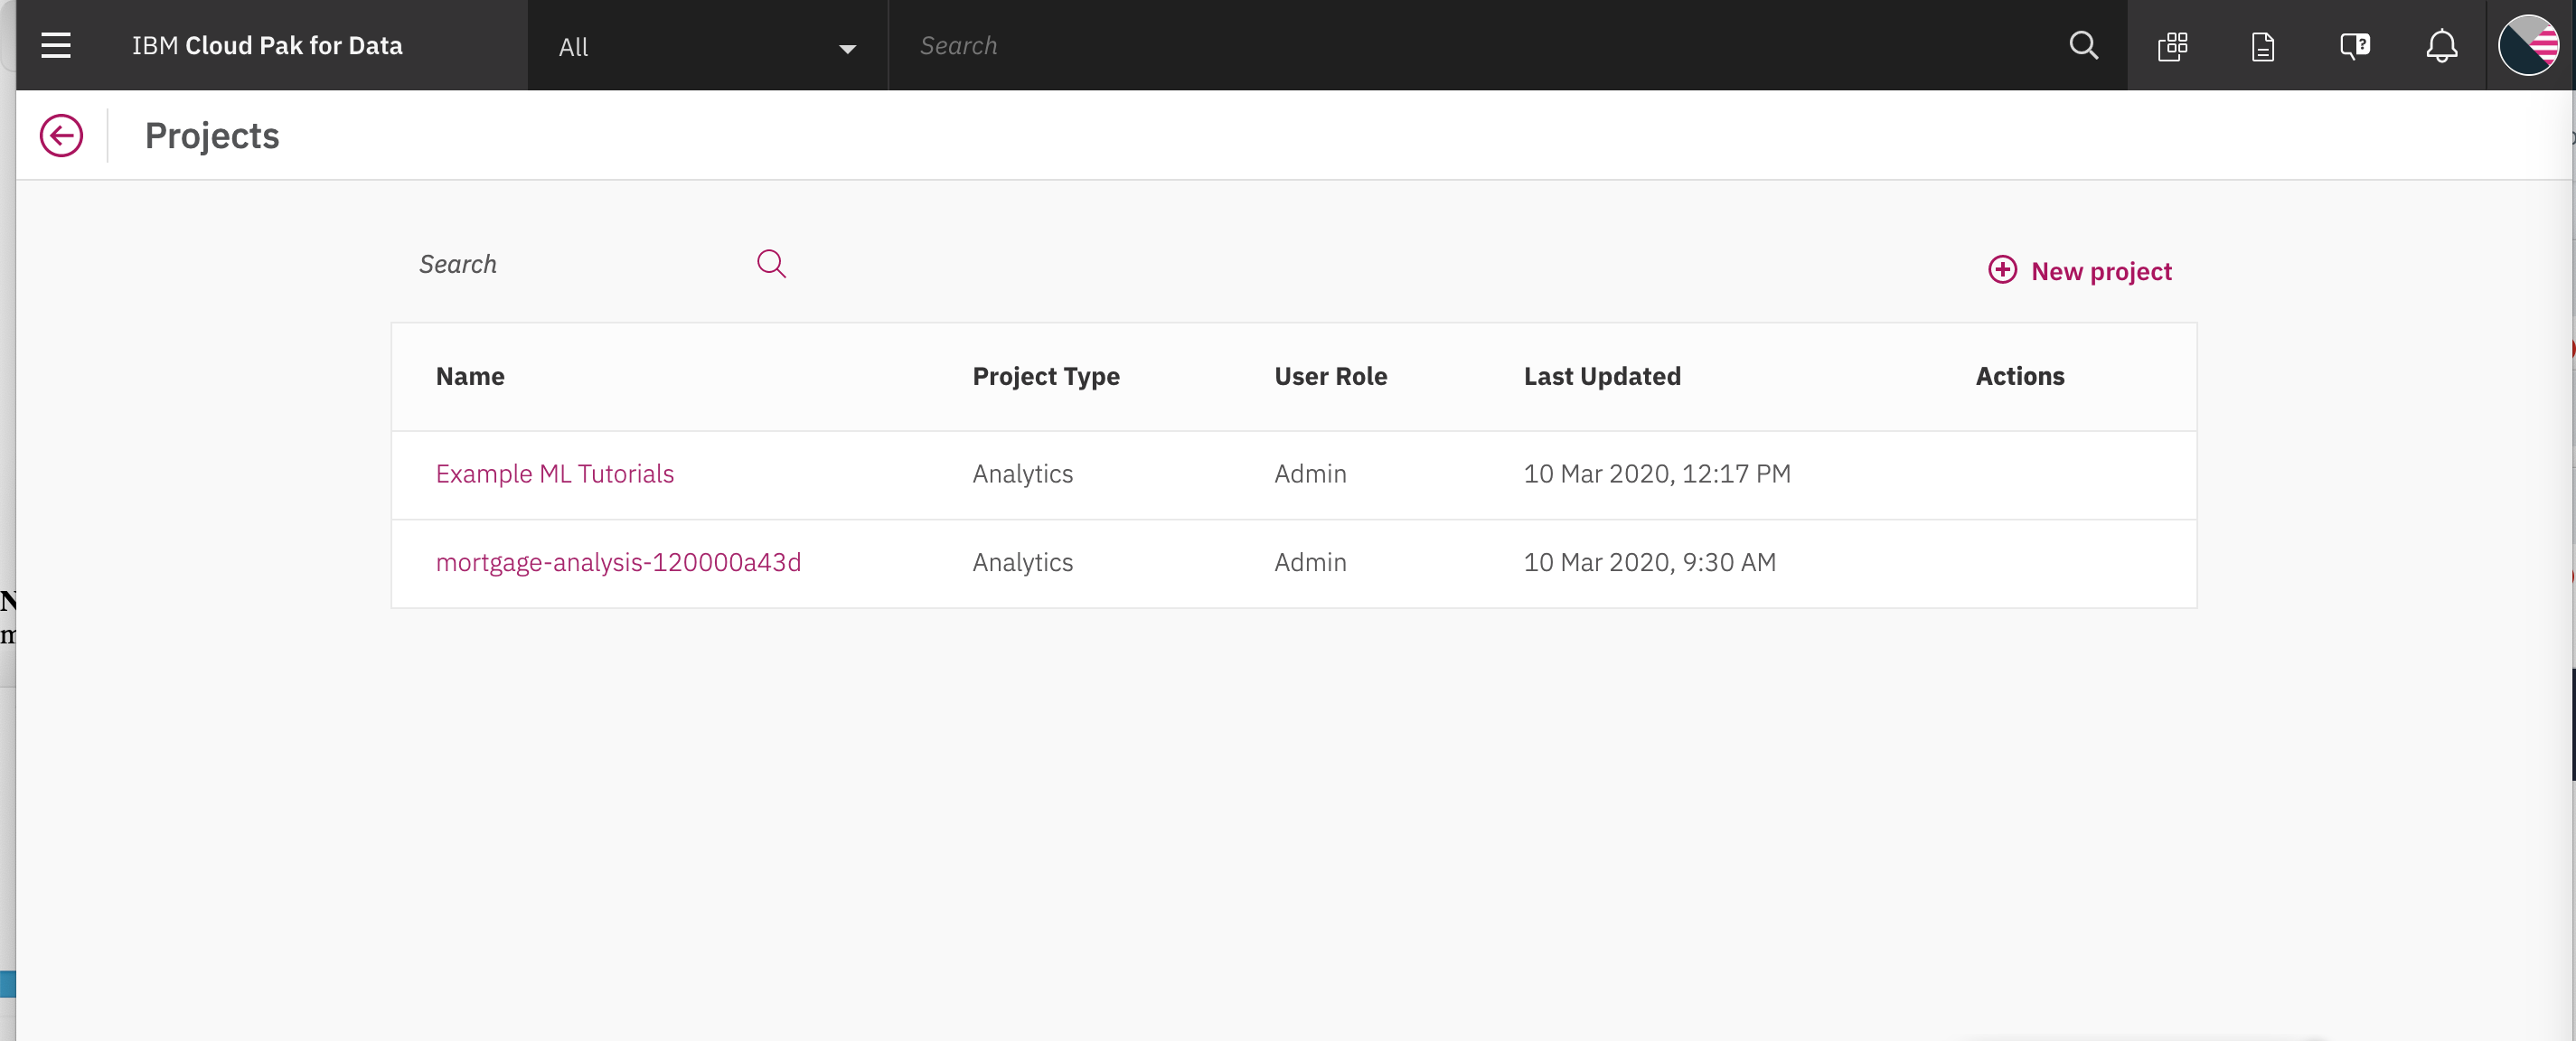 IBM Cloud Pak for Data All Search
Projects
Search
New project
Name Project Type User Role Last Updated Actions
Example ML Tutorials Analytics Admin 10 Mar 2020, 12:17 PM
mortgage-analysis-120000a43d Analytics Admin 10 Mar 2020, 9:30 AM